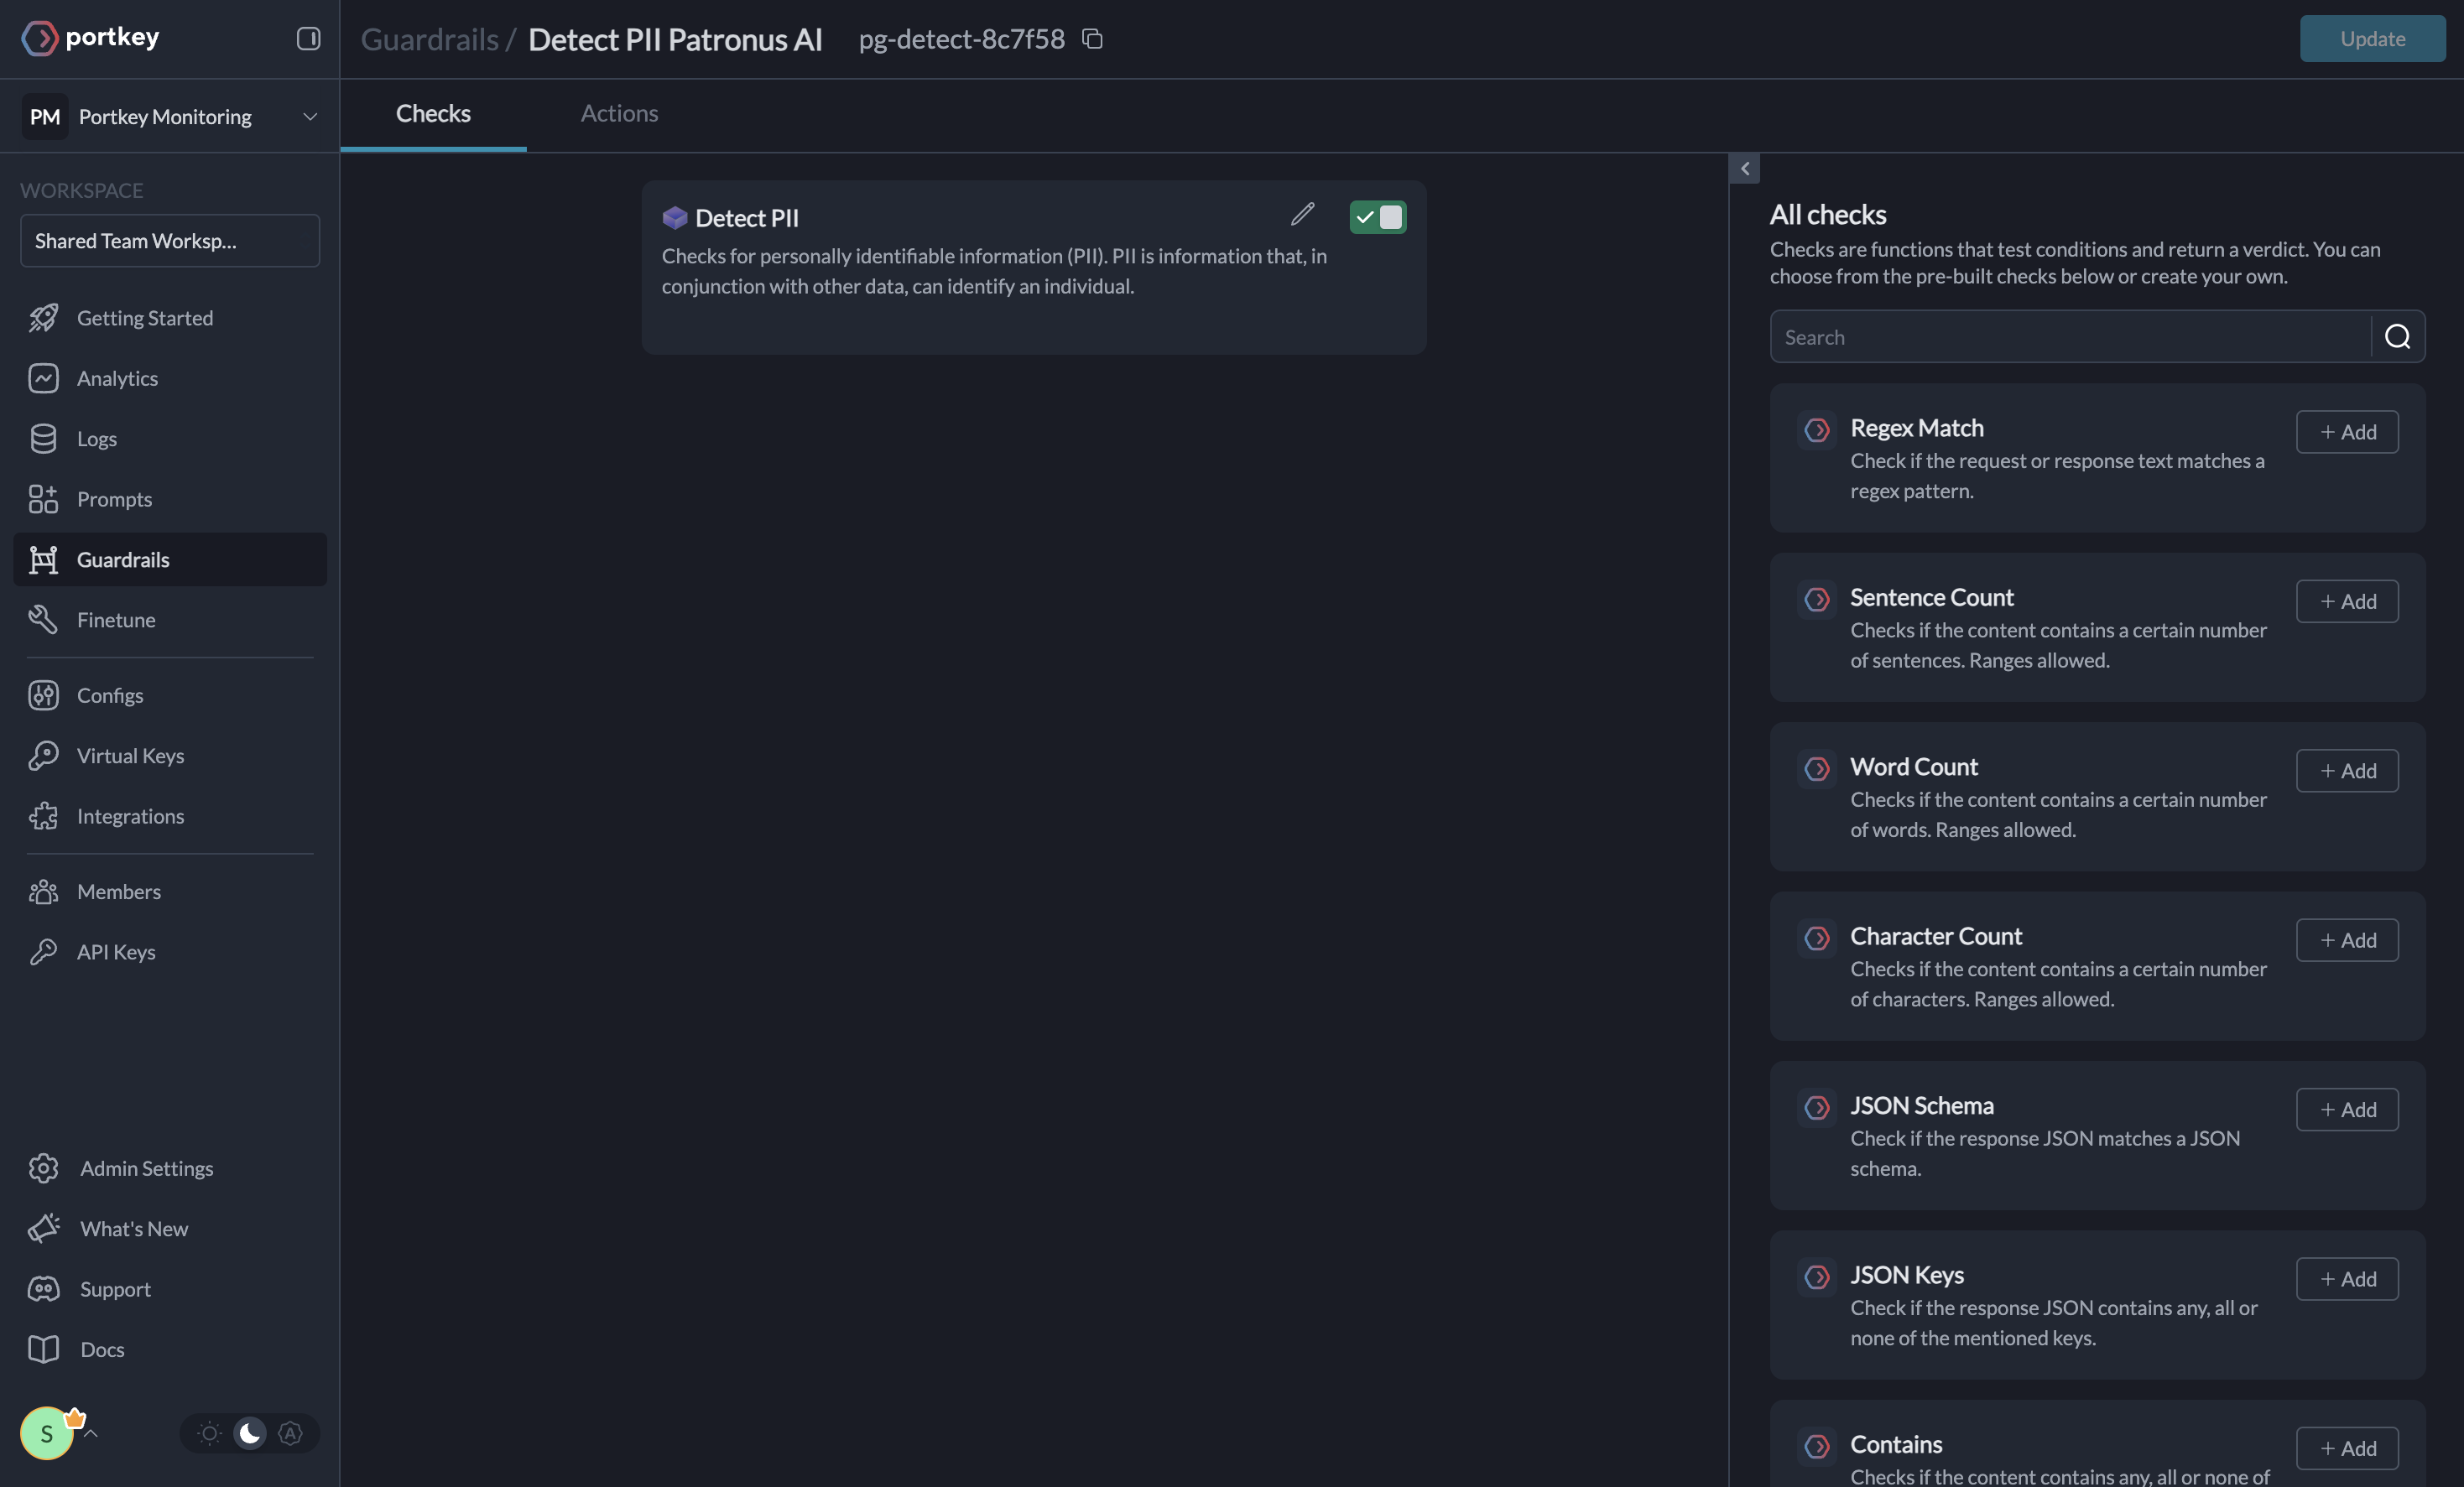 portkey
Guardrails / Detect PII Patronus AI pg-detect-8c7f58
Update
PM Portkey Monitoring
Checks
Actions
WORKSPACE
Shared Team Worksp...
Getting Started
Analytics
Logs
Prompts
Guardrails
Finetune
Configs
Virtual Keys
Integrations
Members
API Keys
Admin Settings
What's New
Support
Docs
S
A
Detect PII
Checks for personally identifiable information (PII). PII is information that, in
conjunction with other data, can identify an individual.
All checks
Checks are functions that test conditions and return a verdict. You can
choose from the pre-built checks below or create your own.
Search
Regex Match
+ Add
Check if the request or response text matches a
regex pattern.
Sentence Count
+ Add
Checks if the content contains a certain number
of sentences. Ranges allowed.
Word Count
+ Add
Checks if the content contains a certain number
of words. Ranges allowed.
Character Count
+ Add
Checks if the content contains a certain number
of characters. Ranges allowed.
JSON Schema
+ Add
Check if the response JSON matches a JSON
schema.
JSON Keys
+ Add
Check if the response JSON contains any, all or
none of the mentioned keys.
Contains
+ Add
Checks if the content contains any, all or none of